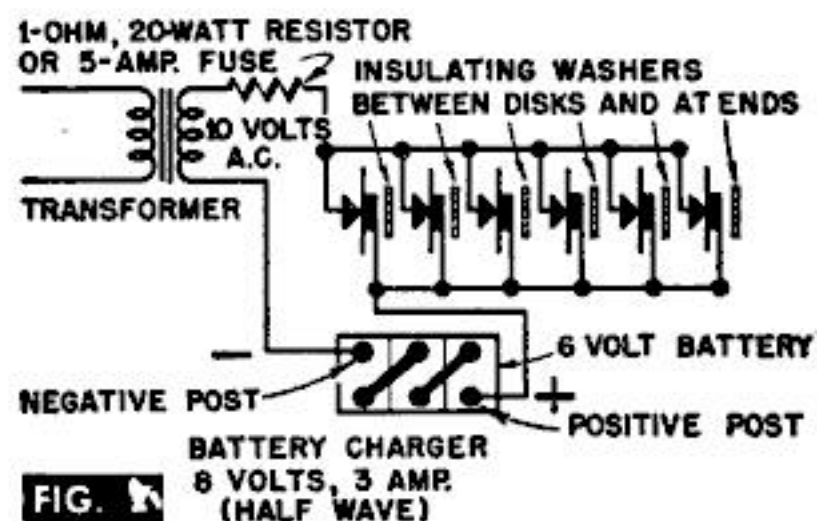 1-OHM, 20-WATT RESISTOR
OR 5-AMP. FUSE
INSULATING WASHERS
BETWEEN DISKS AND AT ENDS
10 VOLTS
A.C.
TRANSFORMER
−
6 VOLT BATTERY
NEGATIVE POST
+
POSITIVE POST
BATTERY CHARGER
8 VOLTS, 3 AMP.
(HALF WAVE)
FIG.